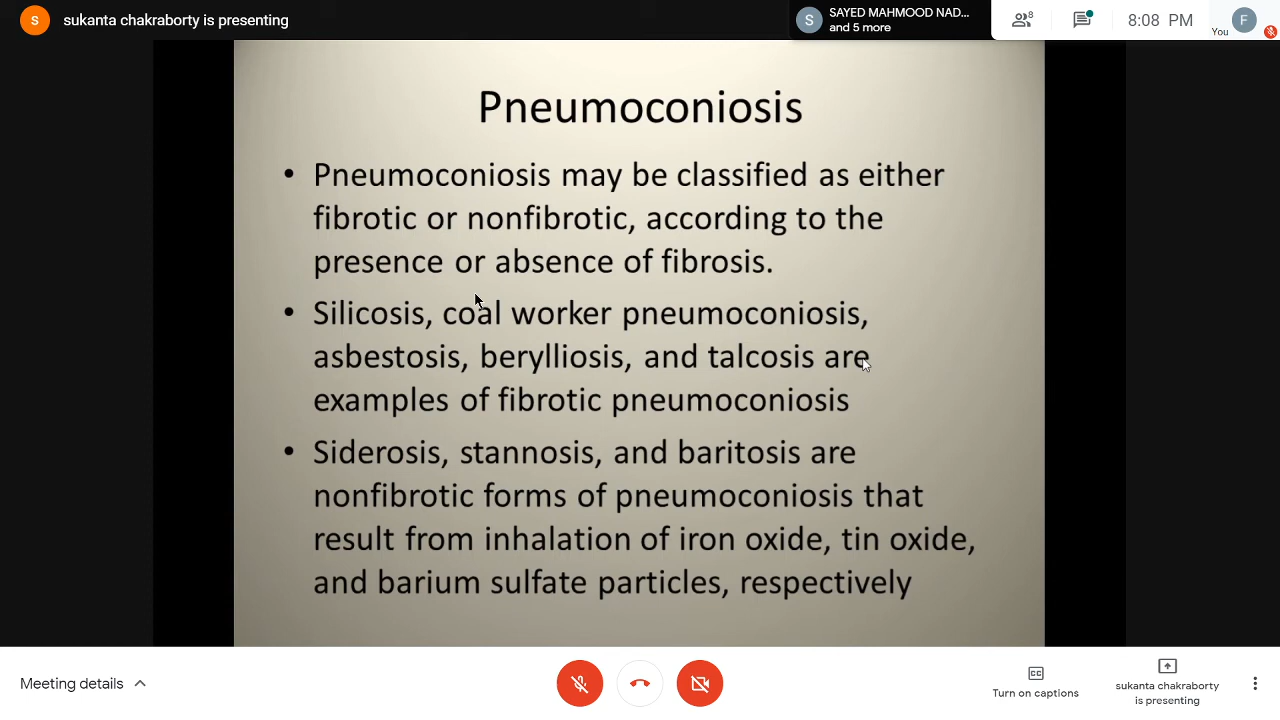 S
sukanta chakraborty is presenting
S
SAYED MAHMOOD NAD...
and 5 more
8
8:08 PM
You
F
Pneumoconiosis
• Pneumoconiosis may be classified as either
fibrotic or nonfibrotic, according to the
presence or absence of fibrosis.
• Silicosis, coal worker pneumoconiosis,
asbestosis, berylliosis, and talcosis are
examples of fibrotic pneumoconiosis
• Siderosis, stannosis, and baritosis are
nonfibrotic forms of pneumoconiosis that
result from inhalation of iron oxide, tin oxide,
and barium sulfate particles, respectively
Meeting details
CC
Turn on captions
sukanta chakraborty
is presenting